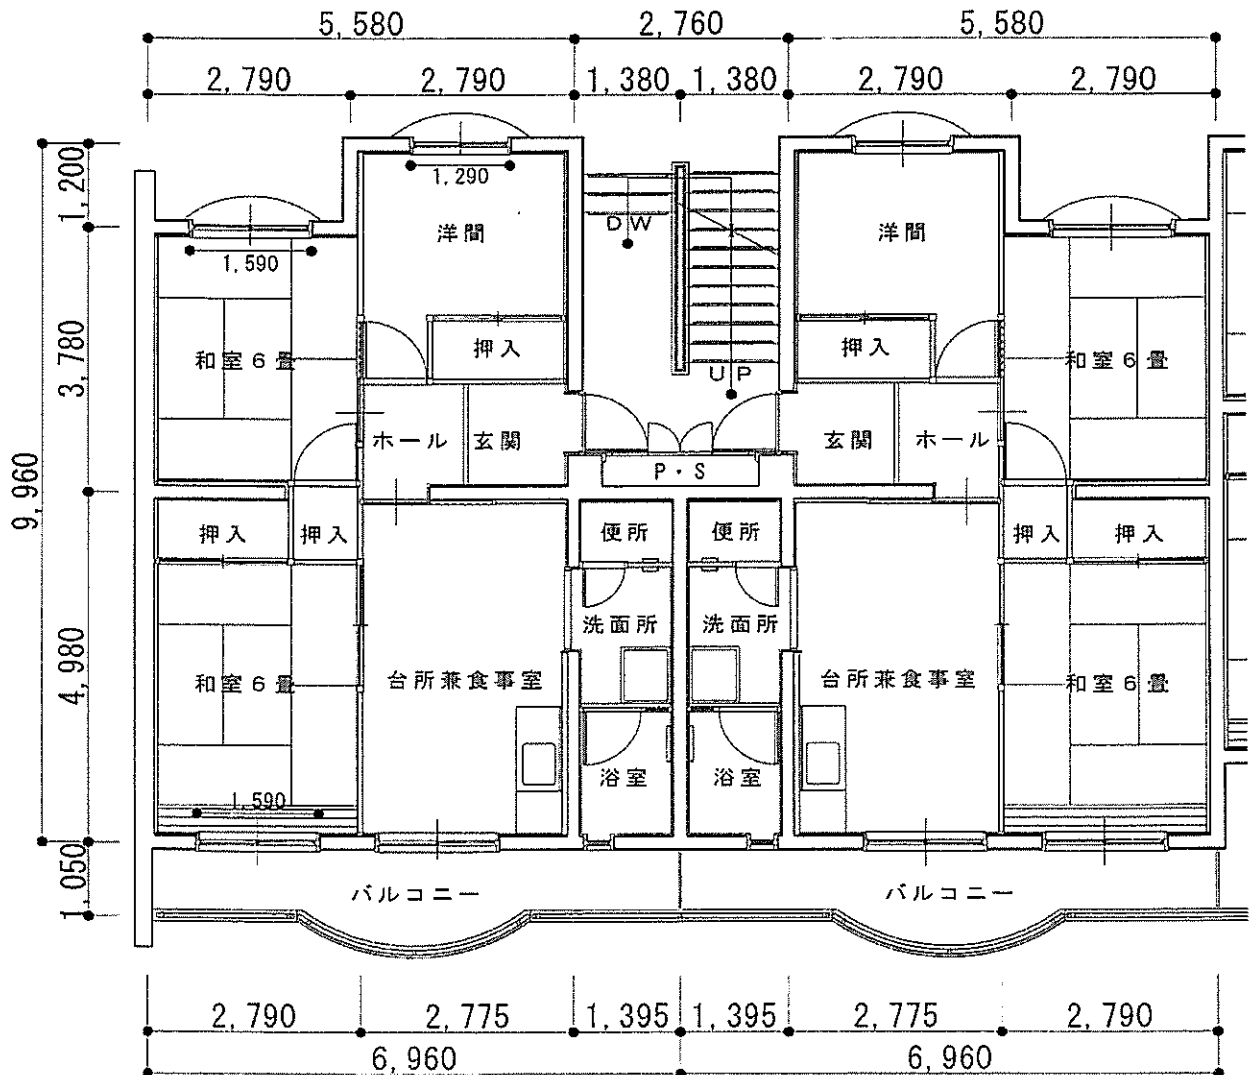 5,580 2,760 5,580
2,790 2,790 1,380 1,380 2,790 2,790
1,200
1,290
洋間 DW 洋間
1,590
3,780
和室6畳 押入 押入 和室6畳
UP
ホール 玄関 玄関 ホール
P・S
9,960
押入 押入 便所 便所 押入 押入
洗面所 洗面所
4,980
和室6畳 台所兼食事室 台所兼食事室 和室6畳
浴室 浴室
1,590
1,050
バルコニー バルコニー
2,790 2,775 1,395 1,395 2,775 2,790
6,960 6,960